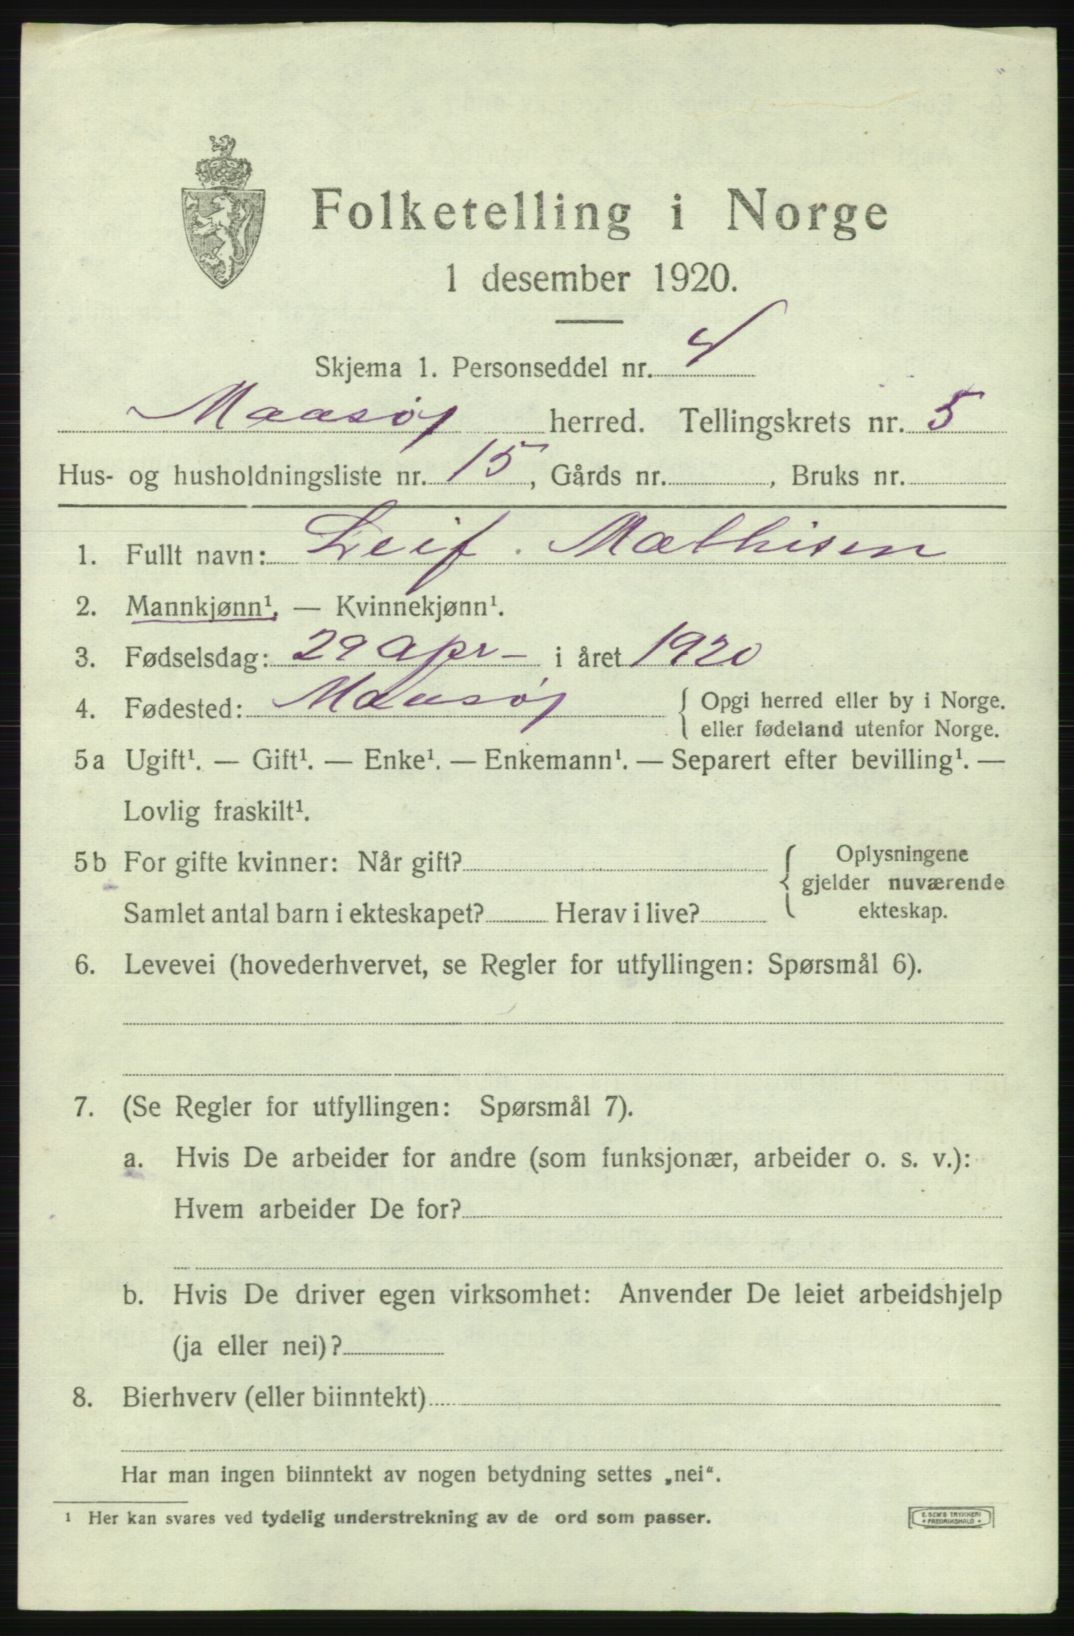 Folketelling i Norge
1 desember 1920.
Skjema 1. Personseddel nr. 4
Maasøy herred. Tellingskrets nr. 5
Hus- og husholdningsliste nr. 15, Gårds nr. , Bruks nr.
1. Fullt navn: Leif Mathisen
2. Mannkjønn¹. — Kvinnekjønn¹.
3. Fødselsdag: 29 apr – i året 1920
4. Fødested: Maasøy { Opgi herred eller by i Norge.
eller fødeland utenfor Norge.
5a Ugift¹. — Gift¹. — Enke¹. — Enkemann¹. — Separert efter bevilling¹. —
Lovlig fraskilt¹.
5b For gifte kvinner: Når gift? { Oplysningene
gjelder nuværende
Samlet antal barn i ekteskapet? Herav i live? ekteskap.
6. Levevei (hovederhvervet, se Regler for utfyllingen: Spørsmål 6).
7. (Se Regler for utfyllingen: Spørsmål 7).
a. Hvis De arbeider for andre (som funksjonær, arbeider o. s. v.):
Hvem arbeider De for?
b. Hvis De driver egen virksomhet: Anvender De leiet arbeidshjelp
(ja eller nei)?
8. Bierhverv (eller biinntekt)
Har man ingen biinntekt av nogen betydning settes „nei“.
¹ Her kan svares ved tydelig understrekning av de ord som passer.
E. SEM'S TRYKKERI
FREDRIKSHALD